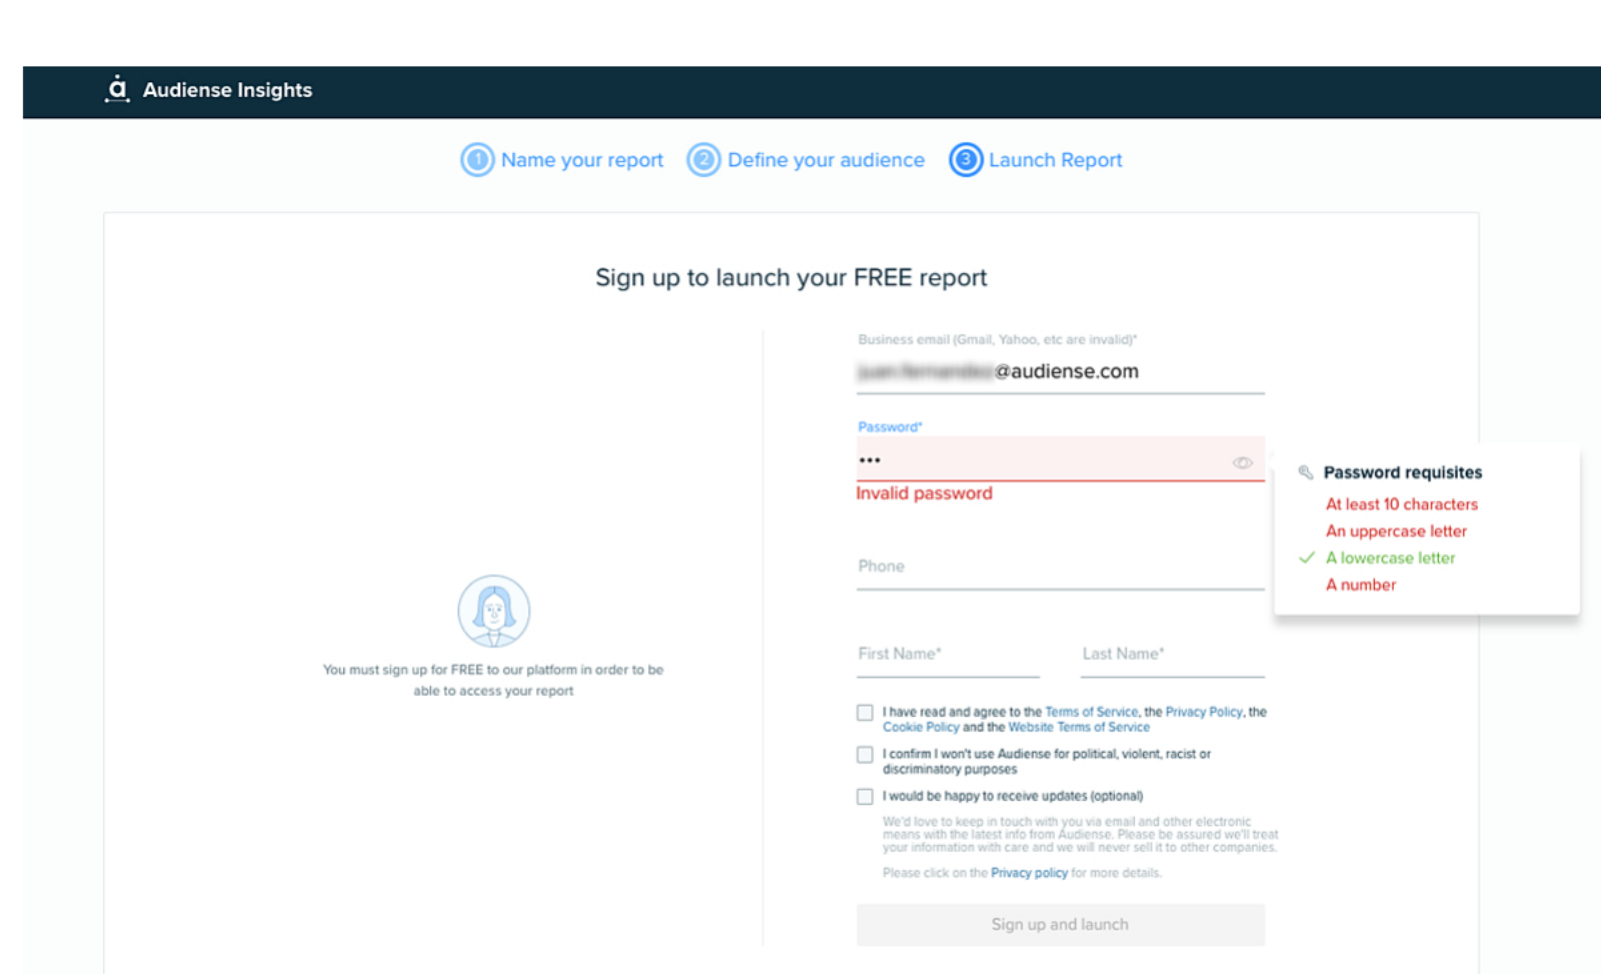 Audiense Insights
1 Name your report 2 Define your audience 3 Launch Report
Sign up to launch your FREE report
Business email (Gmail, Yahoo, etc are invalid)*
@audiense.com
Password*
•••
Invalid password
Password requisites
At least 10 characters
An uppercase letter
A lowercase letter
A number
Phone
First Name* Last Name*
You must sign up for FREE to our platform in order to be
able to access your report
I have read and agree to the Terms of Service, the Privacy Policy, the
Cookie Policy and the Website Terms of Service
I confirm I won't use Audiense for political, violent, racist or
discriminatory purposes
I would be happy to receive updates (optional)
We'd love to keep in touch with you via email and other electronic
means with the latest info from Audiense. Please be assured we'll treat
your information with care and we will never sell it to other companies.
Please click on the Privacy policy for more details.
Sign up and launch